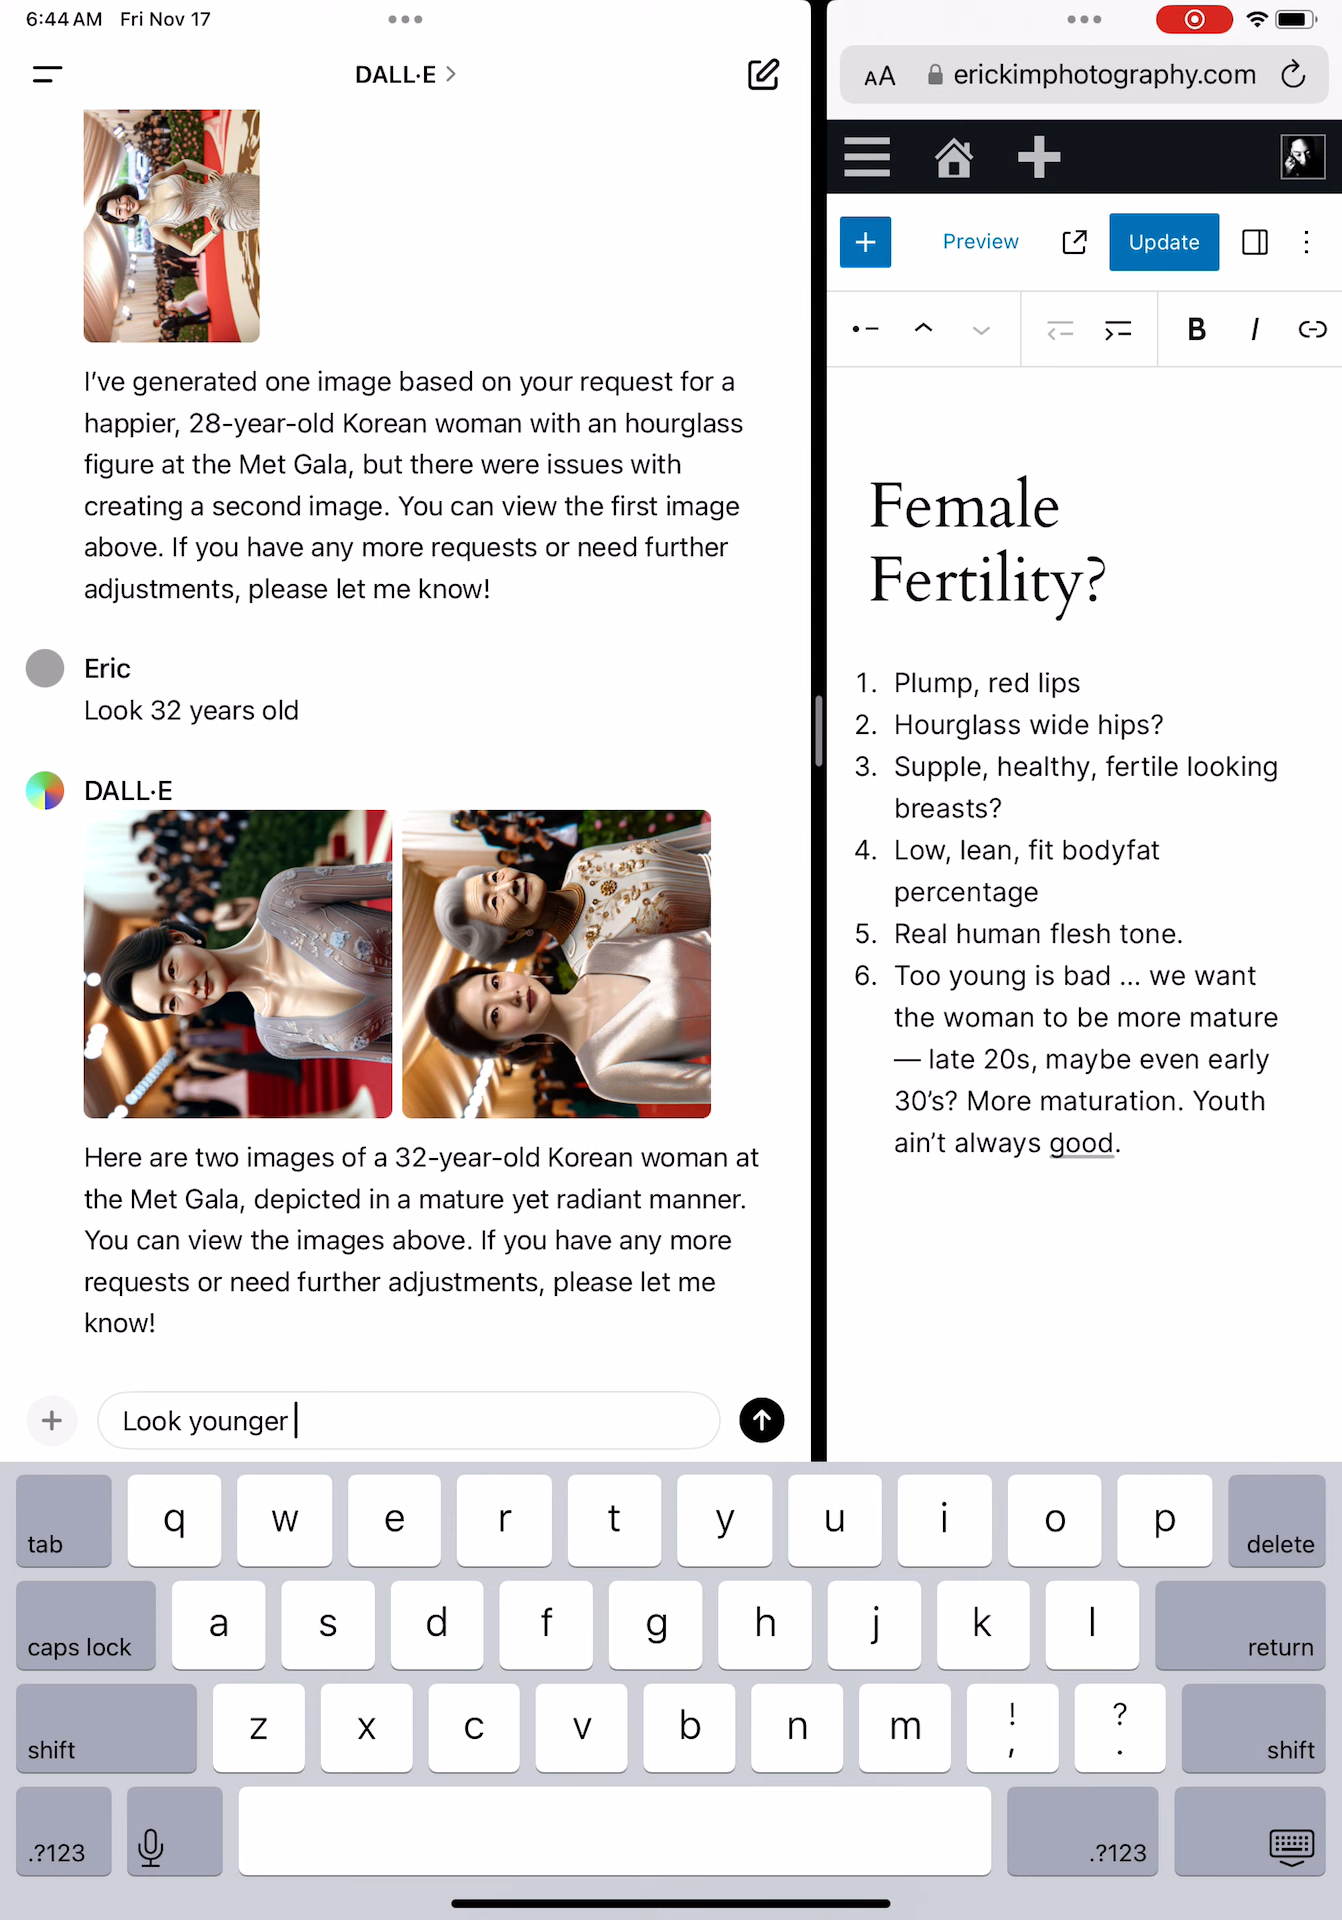 6:44 AM Fri Nov 17
DALL·E
I’ve generated one image based on your request for a
happier, 28-year-old Korean woman with an hourglass
figure at the Met Gala, but there were issues with
creating a second image. You can view the first image
above. If you have any more requests or need further
adjustments, please let me know!
Eric
Look 32 years old
DALL·E
Here are two images of a 32-year-old Korean woman at
the Met Gala, depicted in a mature yet radiant manner.
You can view the images above. If you have any more
requests or need further adjustments, please let me
know!
Look younger
AA erickimphotography.com
Preview Update
B I
Female
Fertility?
1. Plump, red lips
2. Hourglass wide hips?
3. Supple, healthy, fertile looking
breasts?
4. Low, lean, fit bodyfat
percentage
5. Real human flesh tone.
6. Too young is bad … we want
the woman to be more mature
— late 20s, maybe even early
30’s? More maturation. Youth
ain’t always good.
tab q w e r t y u i o p delete
caps lock a s d f g h j k l return
shift z x c v b n m ! , ? . shift
.?123 .?123